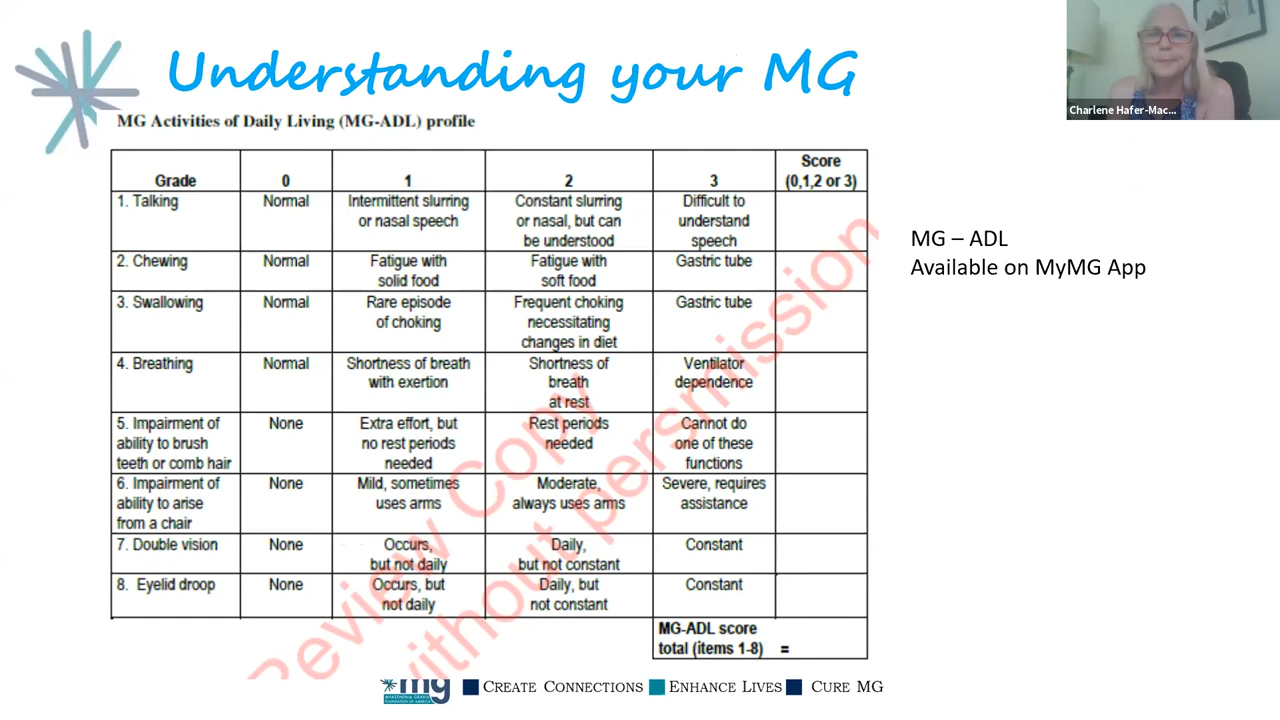 Understanding your MG
Charlene Hafer-Mac...
MG Activities of Daily Living (MG-ADL) profile
Grade 0 1 2 3 Score (0,1,2 or 3)
1. Talking
Normal
Intermittent slurring
or nasal speech
Constant slurring
or nasal, but can
be understood
Difficult to
understand
speech
2. Chewing
Normal
Fatigue with
solid food
Fatigue with
soft food
Gastric tube
3. Swallowing
Normal
Rare episode
of choking
Frequent choking
necessitating
changes in diet
Gastric tube
4. Breathing
Normal
Shortness of breath
with exertion
Shortness of
breath
at rest
Ventilator
dependence
5. Impairment of
ability to brush
teeth or comb hair
None
Extra effort, but
no rest periods
needed
Rest periods
needed
Cannot do
one of these
functions
6. Impairment of
ability to arise
from a chair
None
Mild, sometimes
uses arms
Moderate,
always uses arms
Severe, requires
assistance
7. Double vision
None
Occurs,
but not daily
Daily,
but not constant
Constant
8. Eyelid droop
None
Occurs, but
not daily
Daily, but
not constant
Constant
MG-ADL score
total (items 1-8) =
Review Copy
without persmission
MG – ADL
Available on MyMG App
mg
MYASTHENIA GRAVIS
FOUNDATION OF AMERICA
CREATE CONNECTIONS ENHANCE LIVES CURE MG